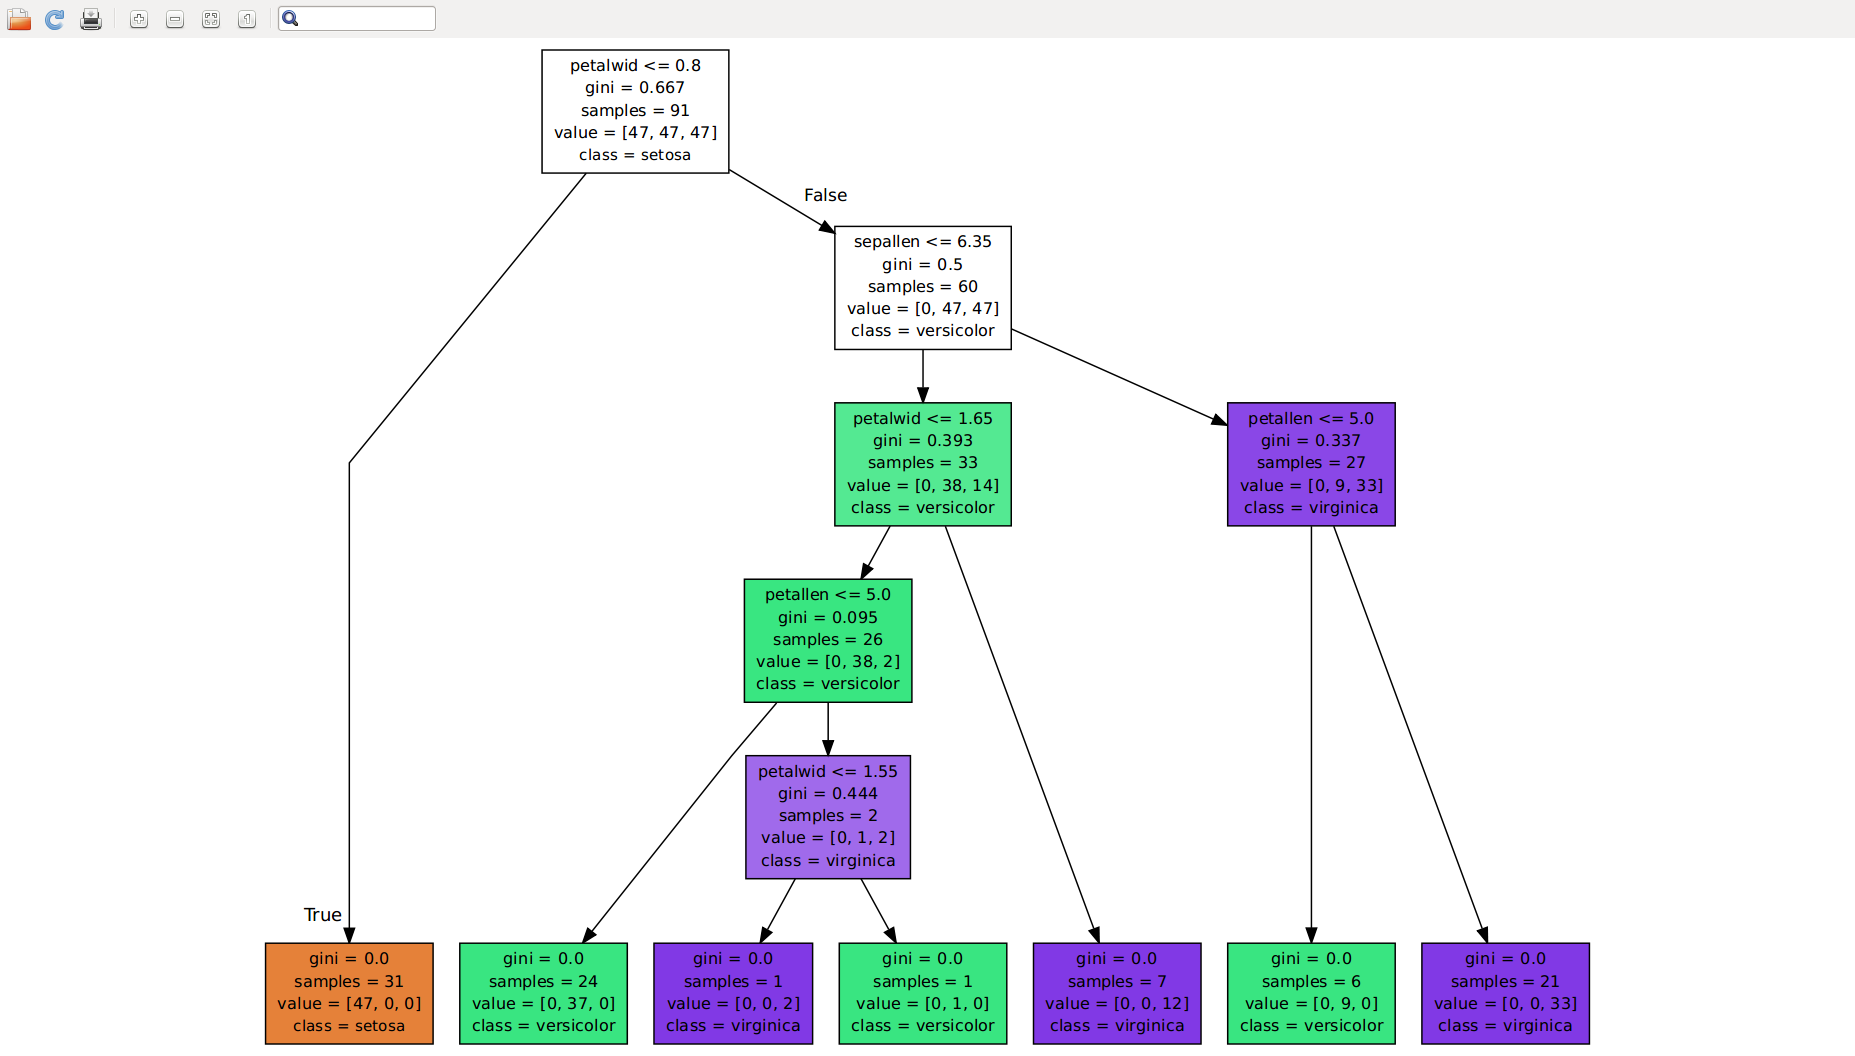 1
petalwid <= 0.8
gini = 0.667
samples = 91
value = [47, 47, 47]
class = setosa
False
sepallen <= 6.35
gini = 0.5
samples = 60
value = [0, 47, 47]
class = versicolor
petalwid <= 1.65
gini = 0.393
samples = 33
value = [0, 38, 14]
class = versicolor
petallen <= 5.0
gini = 0.337
samples = 27
value = [0, 9, 33]
class = virginica
petallen <= 5.0
gini = 0.095
samples = 26
value = [0, 38, 2]
class = versicolor
petalwid <= 1.55
gini = 0.444
samples = 2
value = [0, 1, 2]
class = virginica
True
gini = 0.0
samples = 31
value = [47, 0, 0]
class = setosa
gini = 0.0
samples = 24
value = [0, 37, 0]
class = versicolor
gini = 0.0
samples = 1
value = [0, 0, 2]
class = virginica
gini = 0.0
samples = 1
value = [0, 1, 0]
class = versicolor
gini = 0.0
samples = 7
value = [0, 0, 12]
class = virginica
gini = 0.0
samples = 6
value = [0, 9, 0]
class = versicolor
gini = 0.0
samples = 21
value = [0, 0, 33]
class = virginica